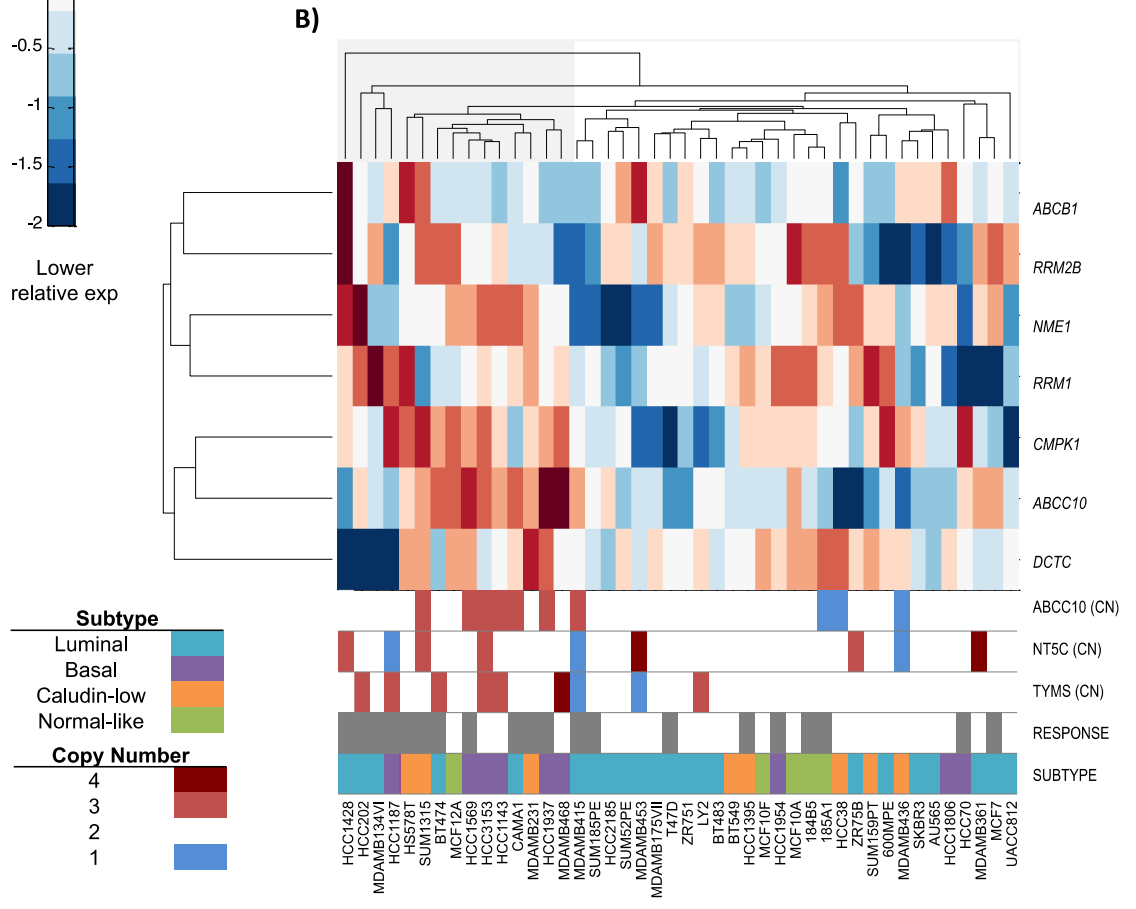 B)
-0.5
-1
-1.5
-2
Lower
relative exp
ABCB1
RRM2B
NME1
RRM1
CMPK1
ABCC10
DCTC
ABCC10 (CN)
NT5C (CN)
TYMS (CN)
RESPONSE
SUBTYPE
Subtype
Luminal
Basal
Caludin-low
Normal-like
Copy Number
4
3
2
1
HCC1428
HCC202
MDAMB134VI
HCC1187
HS578T
SUM1315
BT474
MCF12A
HCC1569
HCC3153
HCC1143
CAMA1
MDAMB231
HCC1937
MDAMB468
MDAMB415
SUM185PE
HCC2185
SUM52PE
MDAMB453
MDAMB175VII
T47D
ZR751
LY2
BT483
BT549
HCC1395
MCF10F
HCC1954
MCF10A
184B5
185A1
HCC38
ZR75B
SUM159PT
600MPE
MDAMB436
SKBR3
AU565
HCC1806
HCC70
MDAMB361
MCF7
UACC812